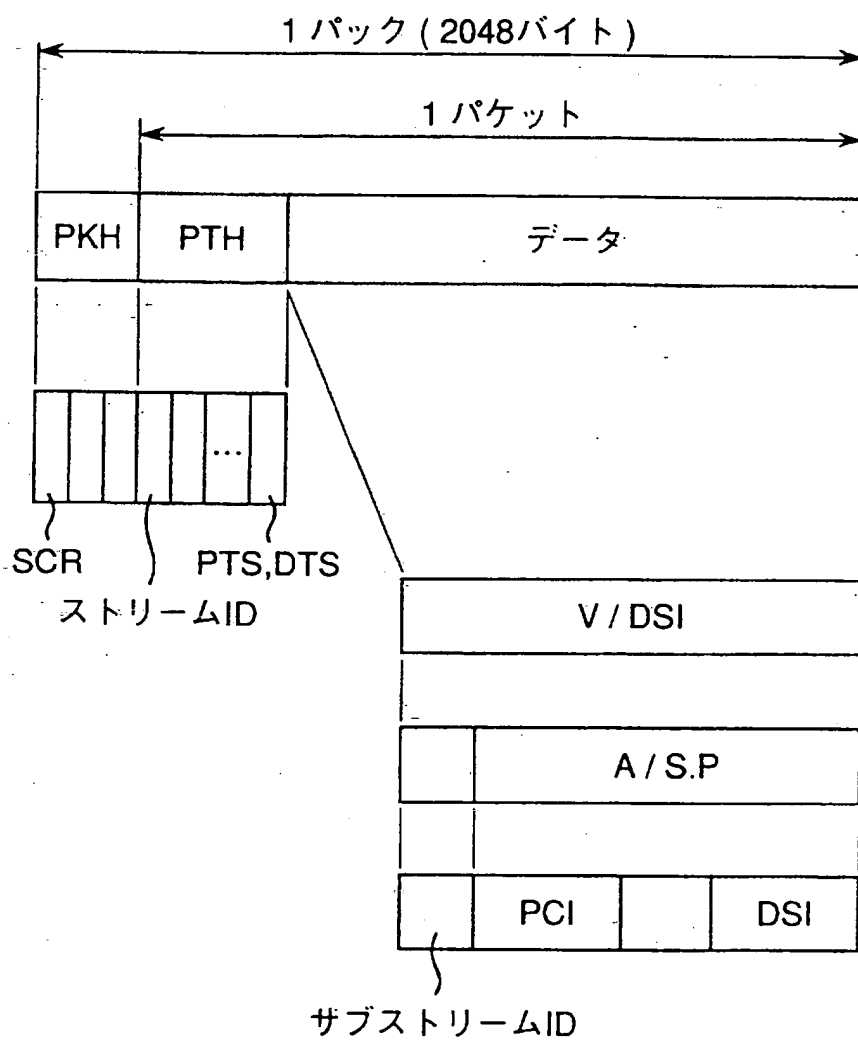 1 パック ( 2048バイト )
1 パケット
PKH PTH データ
...
SCR PTS,DTS
ストリームID
V / DSI
A / S.P
PCI DSI
サブストリームID